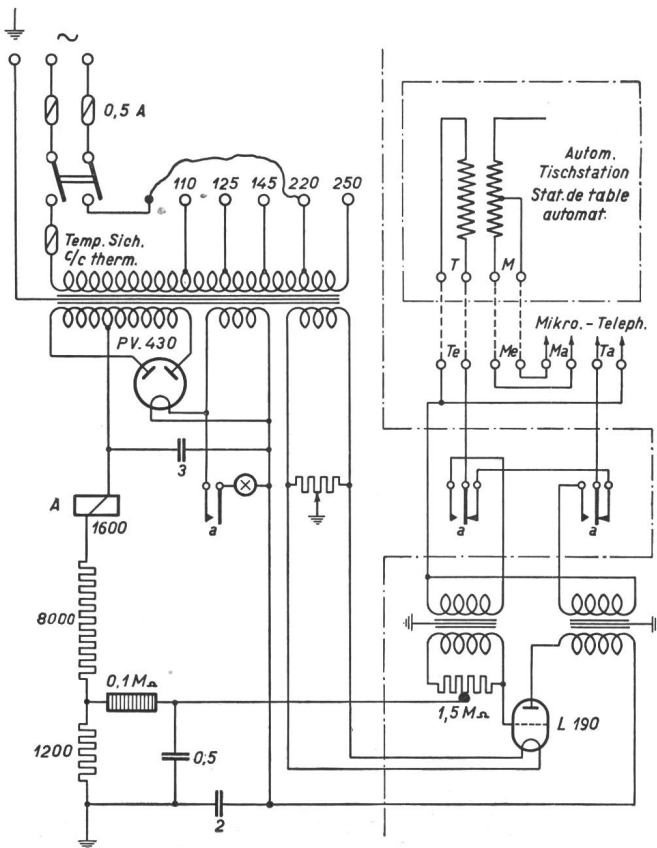 ~
0,5 A
110 125 145 220 250
Temp. Sich.
c/c therm.
Autom.
Tischstation
Stat. de table
automat.
T M
PV. 430
Mikro. - Teleph.
Te Me Ma Ta
3
A
1600
a
a
a
8000
0,1 MΩ
1,5 MΩ
L 190
1200
0,5
2